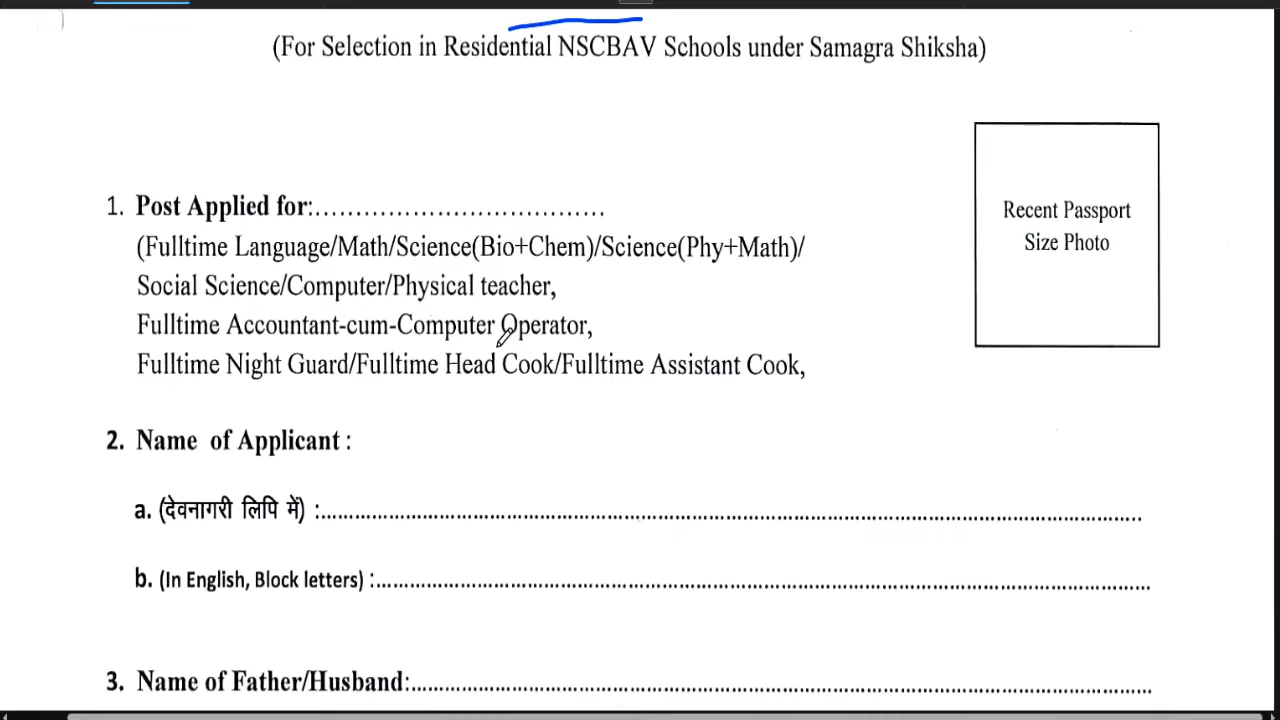 (For Selection in Residential NSCBAV Schools under Samagra Shiksha)
Recent Passport
Size Photo
1. Post Applied for:....................................
(Fulltime Language/Math/Science(Bio+Chem)/Science(Phy+Math)/
Social Science/Computer/Physical teacher,
Fulltime Accountant-cum-Computer Operator,
Fulltime Night Guard/Fulltime Head Cook/Fulltime Assistant Cook,
2. Name of Applicant :
a. (देवनागरी लिपि में) :....................................
b. (In English, Block letters) :....................................
3. Name of Father/Husband:....................................